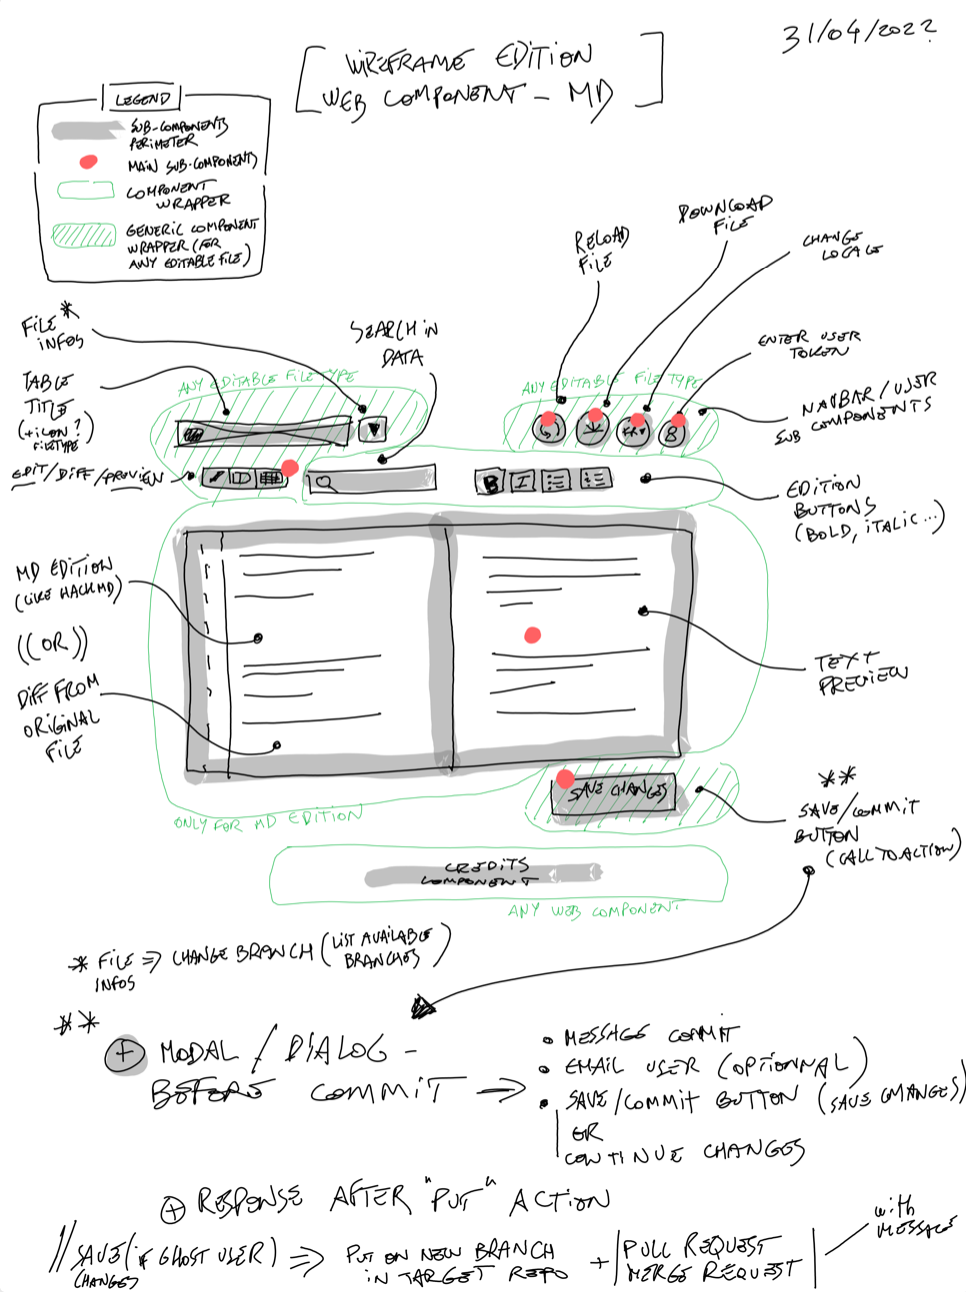 31/04/2022
WIREFRAME EDITION
WEB COMPONENT - MD
LEGEND
SUB-COMPONENTS
PERIMETER
MAIN SUB-COMPONENTS
COMPONENT
WRAPPER
GENERIC COMPONENT
WRAPPER (FOR
ANY EDITABLE FILE)
RELOAD
FILE
DOWNLOAD
FILE
CHANGE
LOCALE
ENTER USER
TOKEN
NAVBAR / USER
SUB COMPONENTS
FILE *
INFOS
SEARCH IN
DATA
TABLE
TITLE
(+ ICON ?
FILETYPE)
EDIT/DIFF/PREVIEW
ANY EDITABLE FILE TYPE
ANY EDITABLE FILE TYPE
B
I
EDITION
BUTTONS
(BOLD, ITALIC...)
MD EDITION
(LIKE HACKMD)
((OR))
DIFF FROM
ORIGINAL
FILE
TEXT
PREVIEW
SAVE CHANGES
ONLY FOR MD EDITION
**
SAVE/COMMIT
BUTTON
(CALL TO ACTION)
CREDITS
COMPONENT
ANY WEB COMPONENT
* FILE => CHANGE BRANCH (LIST AVAILABLE
INFOS BRANCHES)
**
+ MODAL / DIALOG -
BEFORE COMMIT →
• MESSAGE COMMIT
• EMAIL USER (OPTIONNAL)
• SAVE/COMMIT BUTTON (SAVE CHANGES)
OR
CONTINUE CHANGES
+ RESPONSE AFTER "PUT" ACTION
// SAVE (IF GHOST USER) => PUT ON NEW BRANCH + | PULL REQUEST |
CHANGES IN TARGET REPO MERGE REQUEST
with
MESSAGE